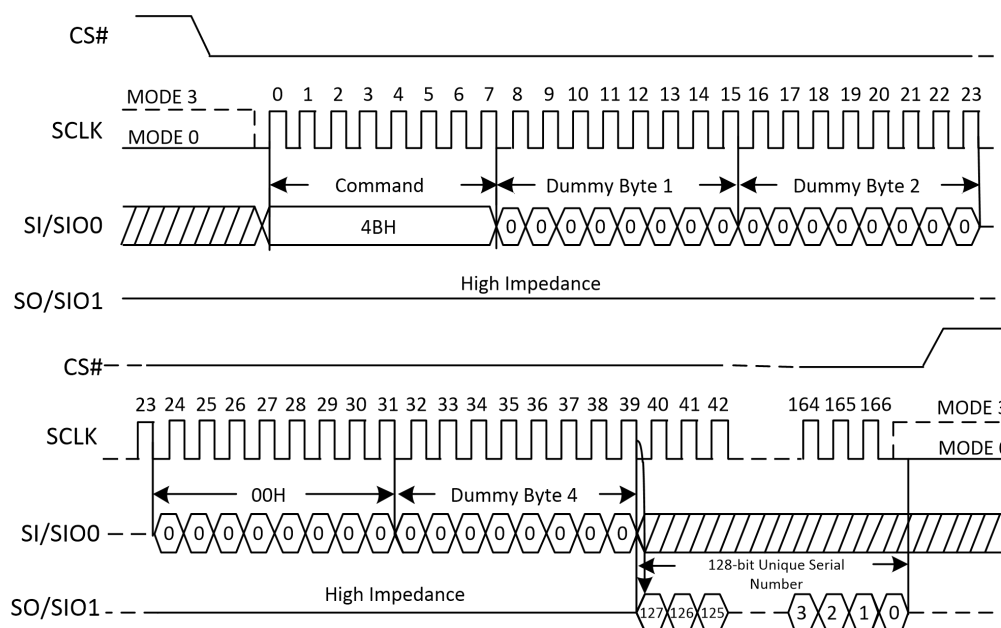 CS#
MODE 3
0 1 2 3 4 5 6 7 8 9 10 11 12 13 14 15 16 17 18 19 20 21 22 23
SCLK
MODE 0
Command Dummy Byte 1 Dummy Byte 2
SI/SIO0 4BH 0 0 0 0 0 0 0 0 0 0 0 0 0 0 0 0
High Impedance
SO/SIO1
CS#
23 24 25 26 27 28 29 30 31 32 33 34 35 36 37 38 39 40 41 42 164 165 166 MODE 3
SCLK
MODE 0
00H Dummy Byte 4
SI/SIO0 0 0 0 0 0 0 0 0 0 0 0 0 0 0 0 0
128-bit Unique Serial
Number
High Impedance
SO/SIO1 127 126 125 3 2 1 0